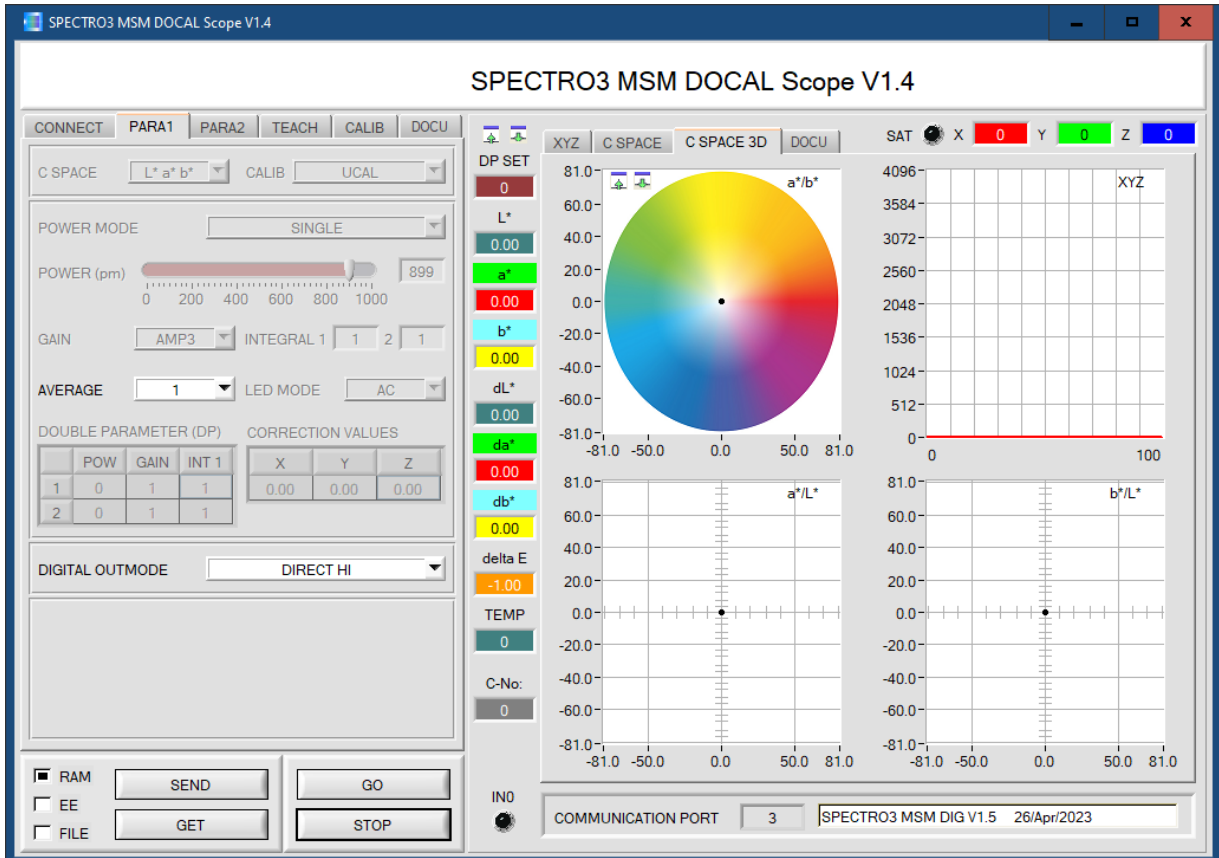 SPECTRO3 MSM DOCAL Scope V1.4
SPECTRO3 MSM DOCAL Scope V1.4
CONNECT PARA1 PARA2 TEACH CALIB DOCU
C SPACE L* a* b* CALIB UCAL
POWER MODE SINGLE
POWER (pm) 899
0 200 400 600 800 1000
GAIN AMP3 INTEGRAL 1 1 2 1
AVERAGE 1 LED MODE AC
DOUBLE PARAMETER (DP) CORRECTION VALUES
POW GAIN INT 1 X Y Z
1 0 1 1 0.00 0.00 0.00
2 0 1 1
DIGITAL OUTMODE DIRECT HI
RAM SEND GO
EE
FILE GET STOP
DP SET
0
L*
0.00
a*
0.00
b*
0.00
dL*
0.00
da*
0.00
db*
0.00
delta E
-1.00
TEMP
0
C-No:
0
IN0
XYZ C SPACE C SPACE 3D DOCU
SAT X 0 Y 0 Z 0
a*/b*
81.0
60.0
40.0
20.0
0.0
-20.0
-40.0
-60.0
-81.0
-81.0 -50.0 0.0 50.0 81.0
XYZ
4096
3584
3072
2560
2048
1536
1024
512
0
0 100
a*/L*
81.0
60.0
40.0
20.0
0.0
-20.0
-40.0
-60.0
-81.0
-81.0 -50.0 0.0 50.0 81.0
b*/L*
81.0
60.0
40.0
20.0
0.0
-20.0
-40.0
-60.0
-81.0
-81.0 -50.0 0.0 50.0 81.0
COMMUNICATION PORT 3 SPECTRO3 MSM DIG V1.5 26/Apr/2023